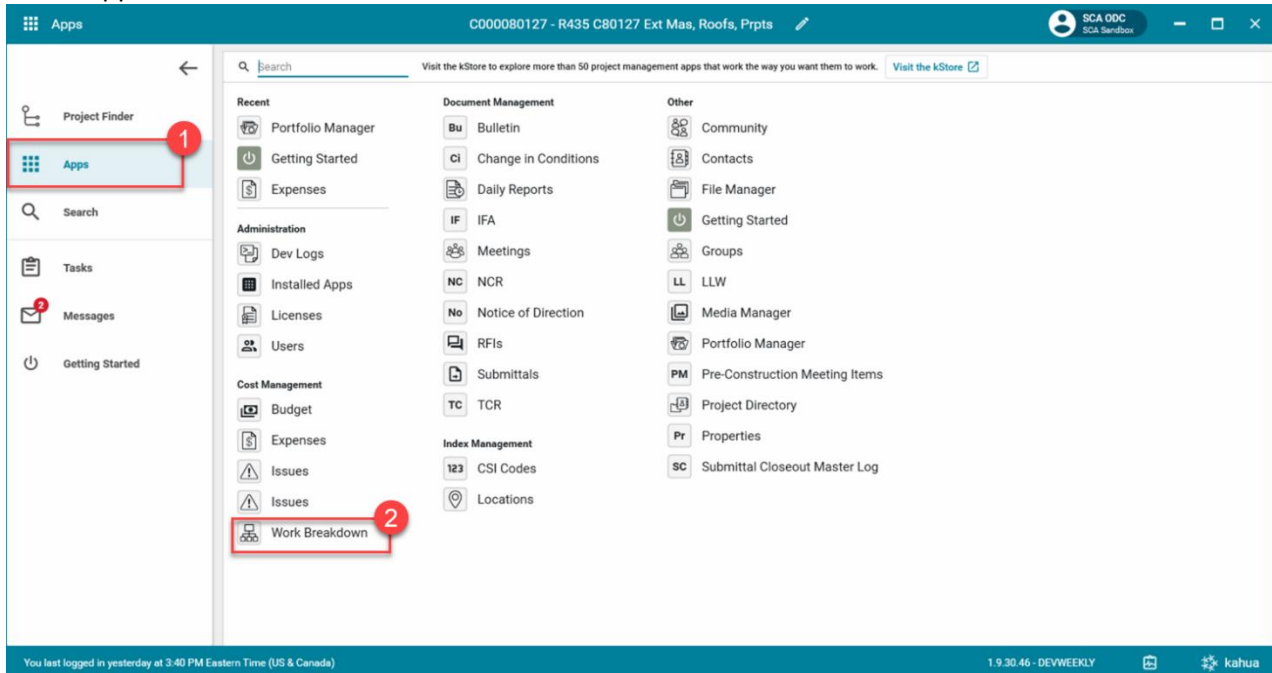 Apps
C000080127 - R435 C80127 Ext Mas, Roofs, Prpts
SCA ODC
SCA Sandbox
Project Finder
1
Apps
Search
Tasks
2
Messages
Getting Started
Search
Visit the kStore to explore more than 50 project management apps that work the way you want them to work.
Visit the kStore
Recent
Portfolio Manager
Getting Started
Expenses
Administration
Dev Logs
Installed Apps
Licenses
Users
Cost Management
Budget
Expenses
Issues
Issues
2
Work Breakdown
Document Management
Bu Bulletin
Ci Change in Conditions
Daily Reports
IF IFA
Meetings
NC NCR
No Notice of Direction
RFIs
Submittals
TC TCR
Index Management
123 CSI Codes
Locations
Other
Community
Contacts
File Manager
Getting Started
Groups
LL LLW
Media Manager
Portfolio Manager
PM Pre-Construction Meeting Items
Project Directory
Pr Properties
SC Submittal Closeout Master Log
You last logged in yesterday at 3:40 PM Eastern Time (US & Canada)
1.9.30.46 - DEVWEEKLY
kahua